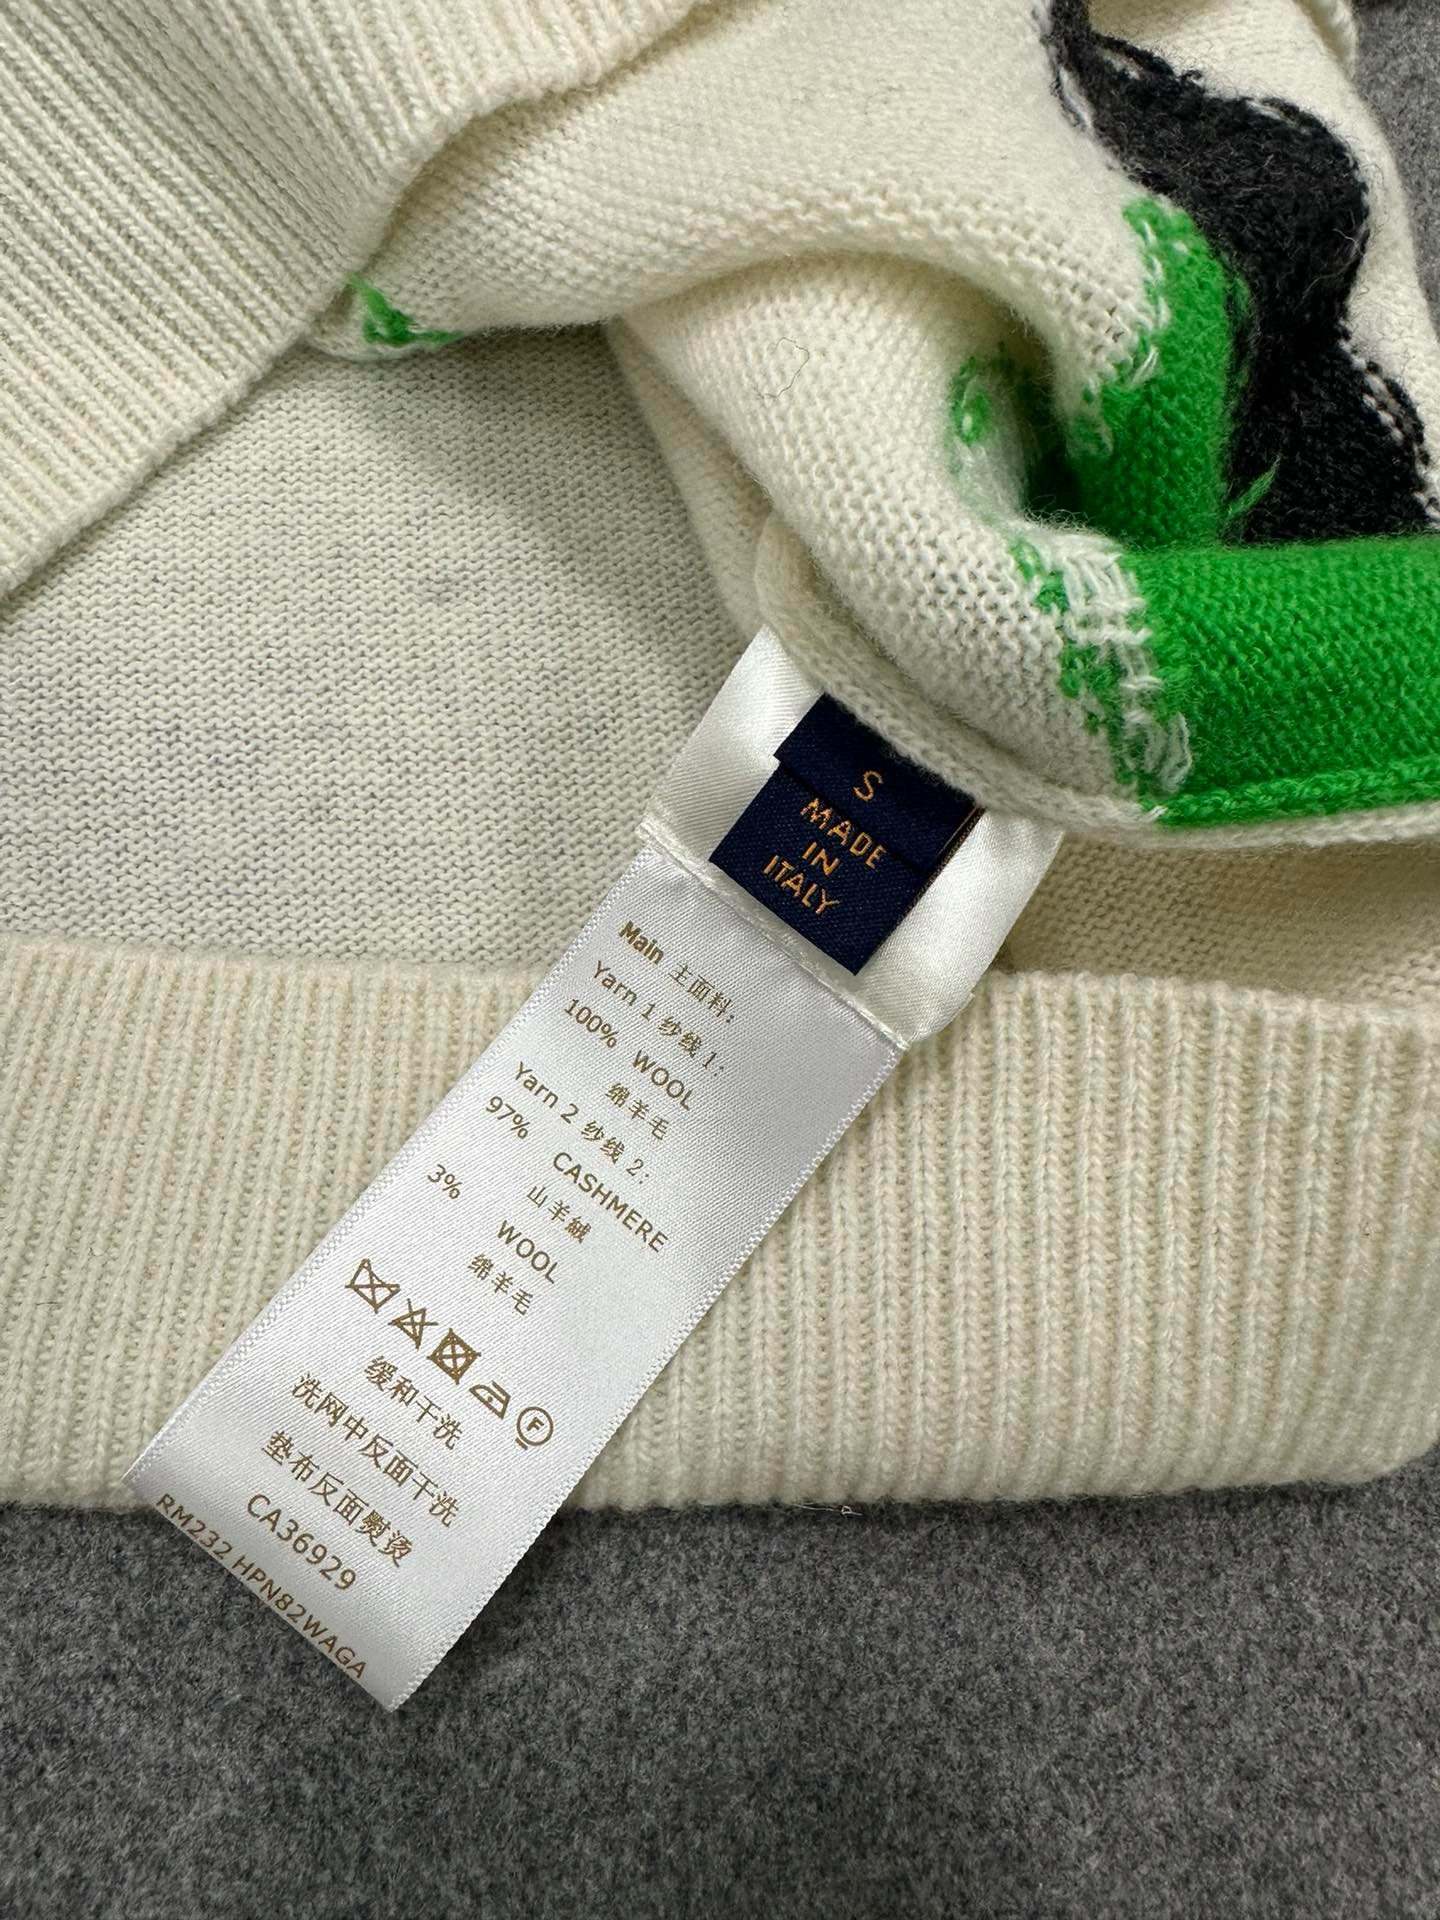 S
MADE
IN
ITALY
Main 主面料:
Yarn 1 纱线 1:
100% WOOL
绵羊毛
Yarn 2 纱线 2:
97% CASHMERE
山羊絨
3% WOOL
绵羊毛
F
缓和干洗
洗网中反面干洗
垫布反面熨烫
CA36929
RM232 HPN82WAGA